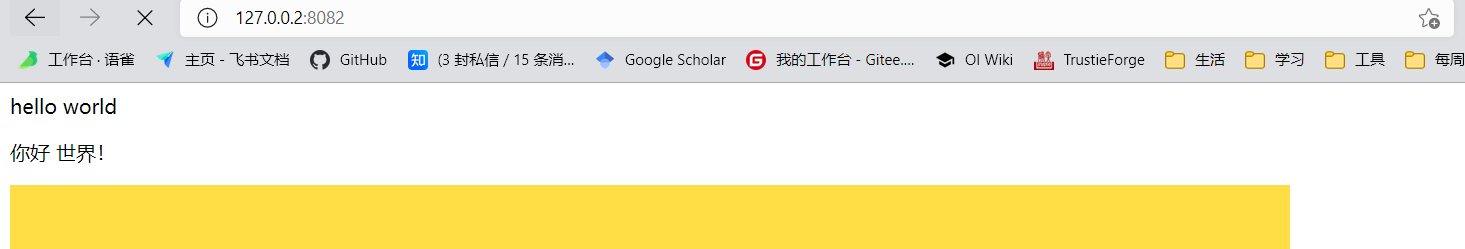 127.0.0.2:8082
工作台 · 语雀 主页 - 飞书文档 GitHub 知 (3 封私信 / 15 条消... Google Scholar G 我的工作台 - Gitee.... OI Wiki TrustieForge 生活 学习 工具 每周
hello world
你好 世界!